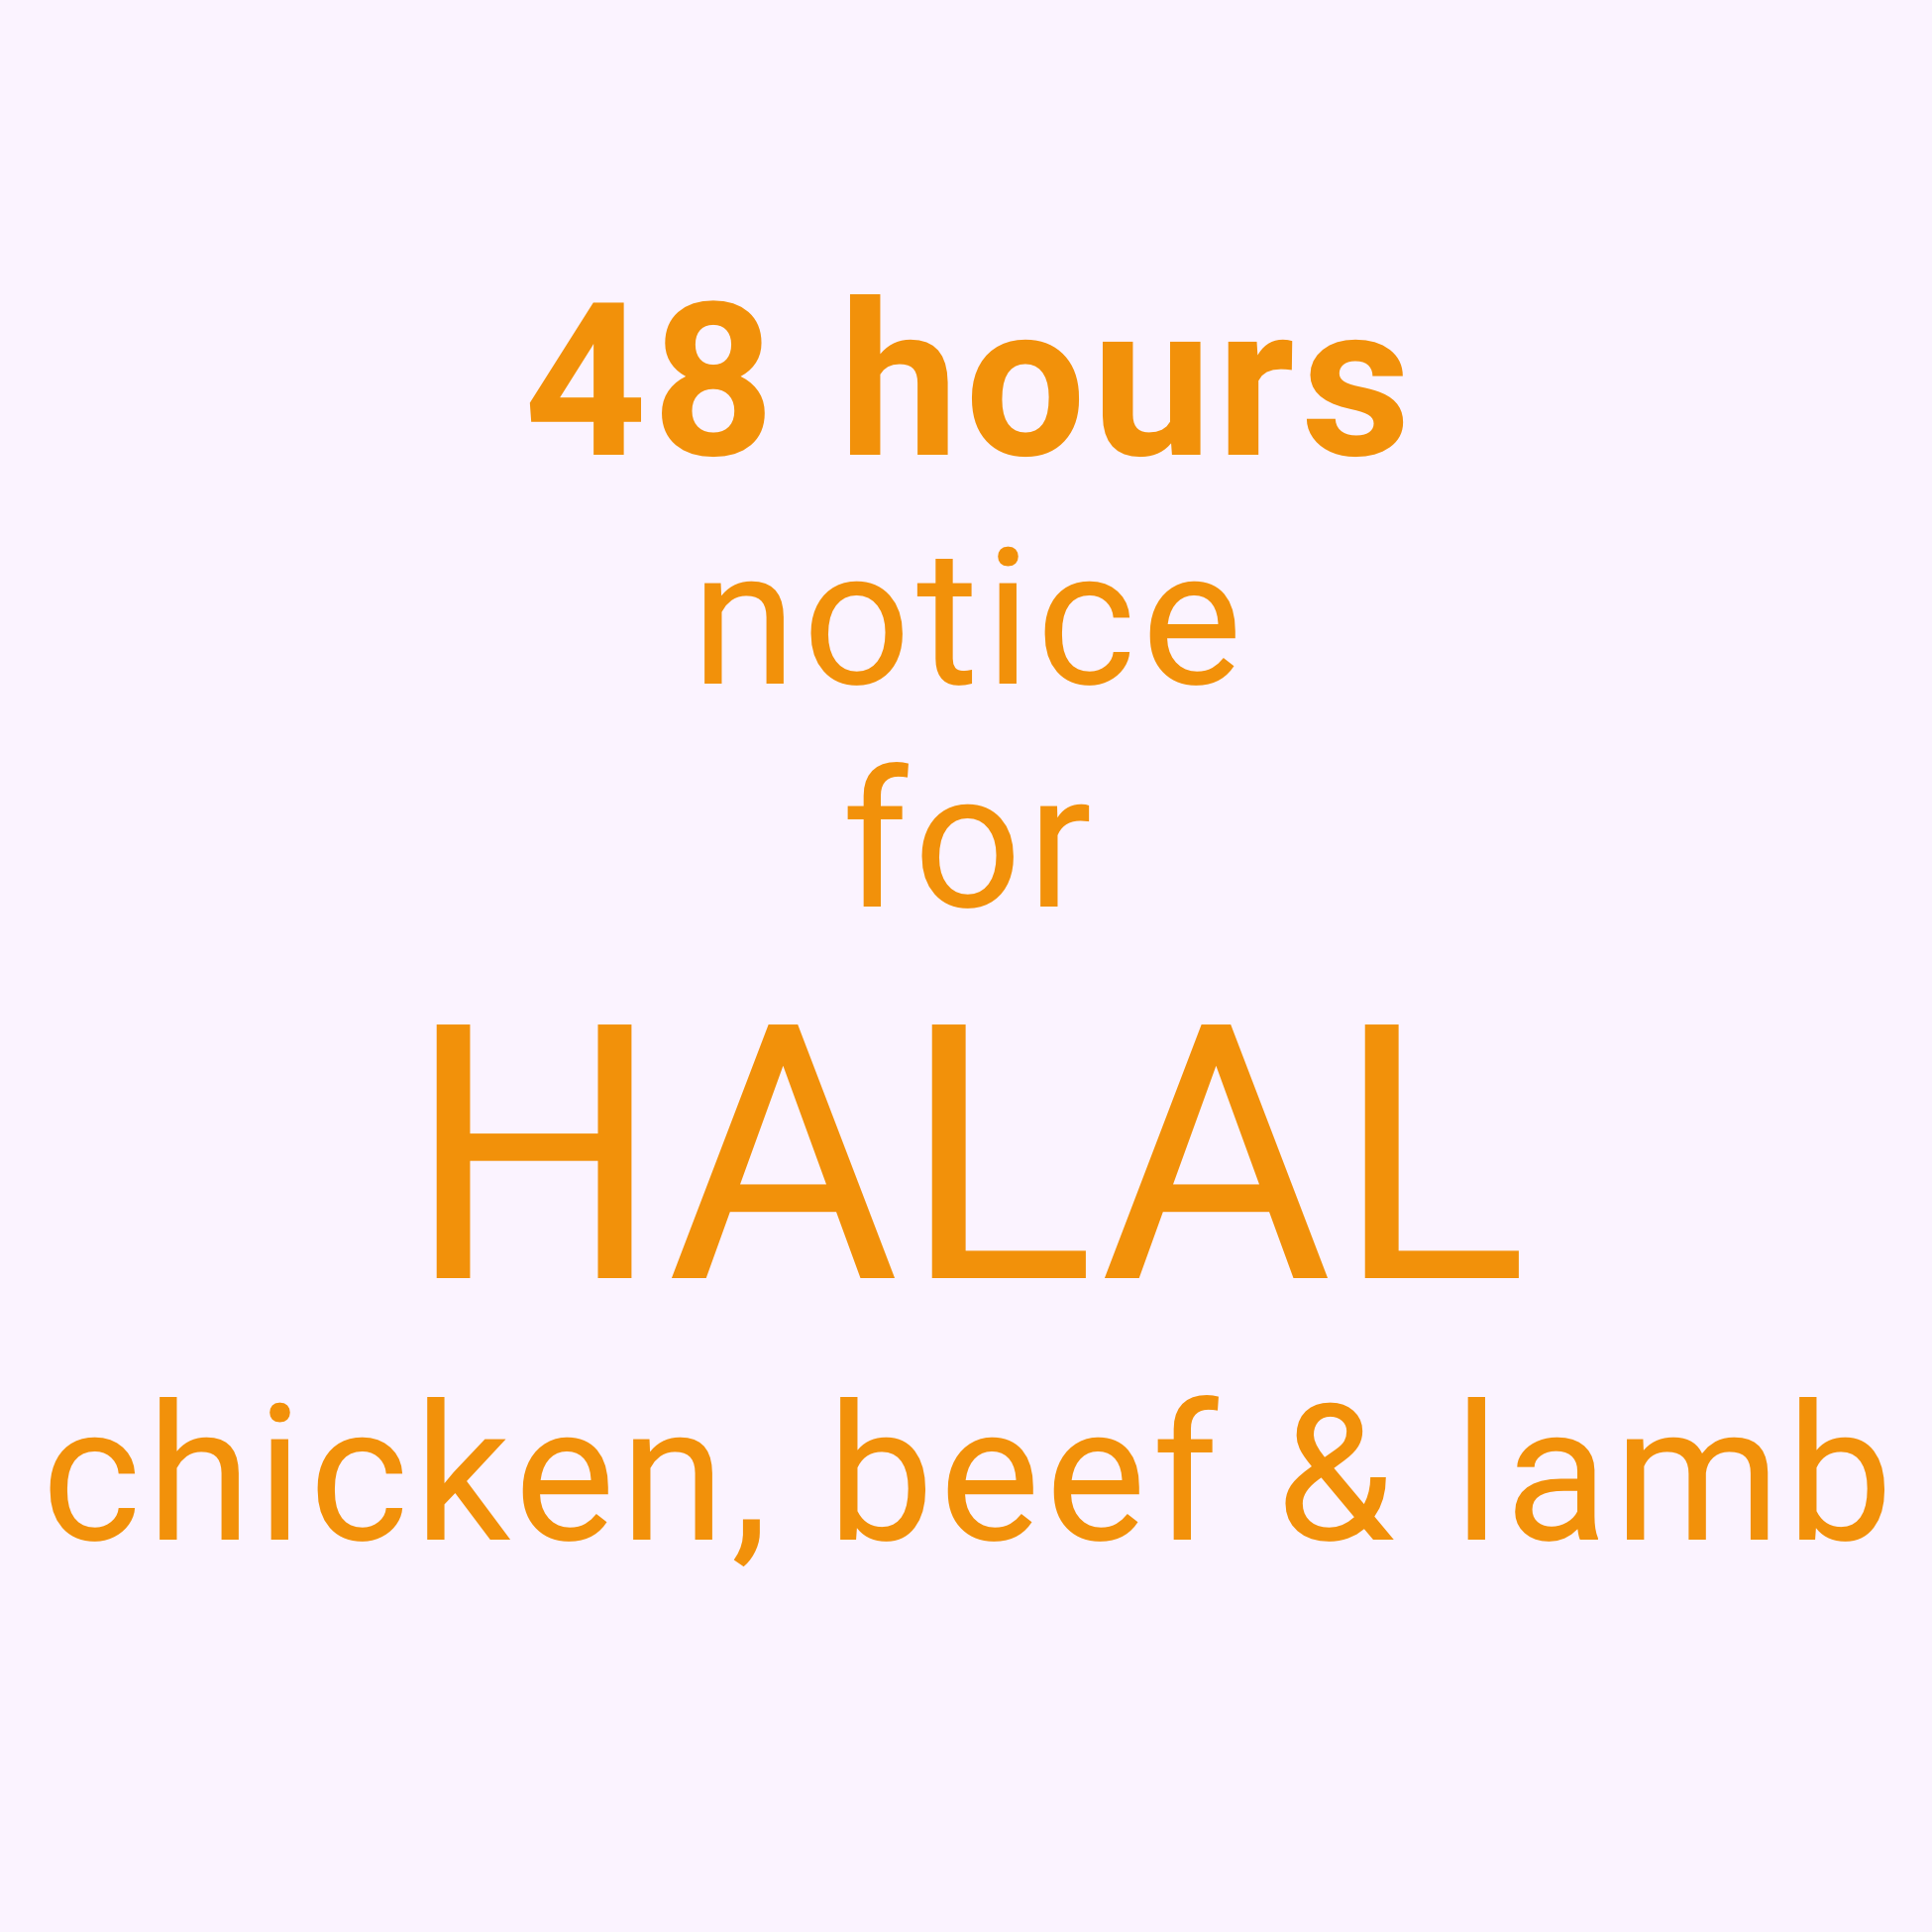 48 hours
notice
for
HALAL
chicken, beef & lamb